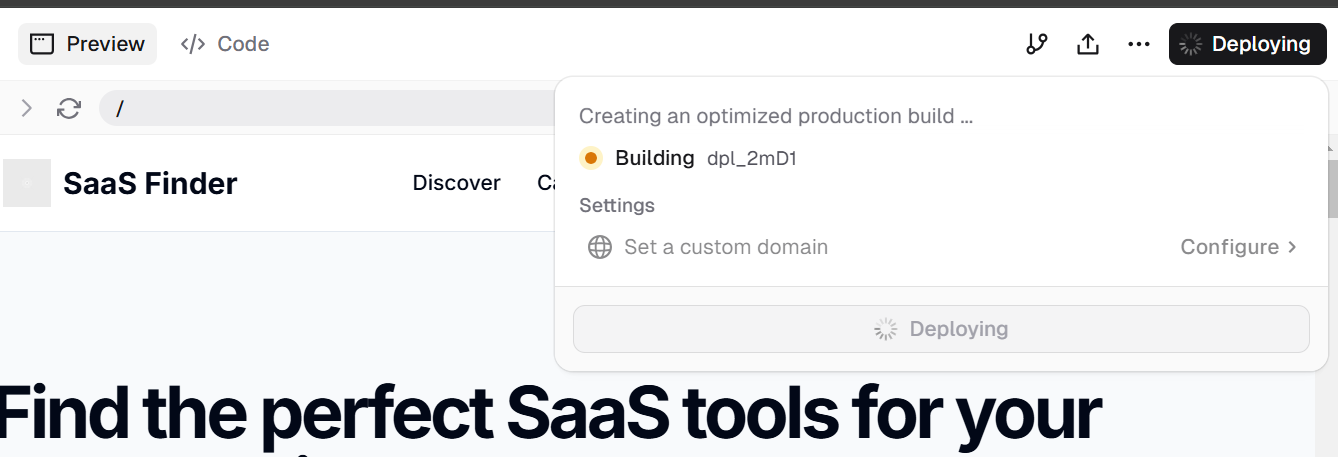 Preview </> Code Deploying
/
Creating an optimized production build ...
Building dpl_2mD1
SaaS Finder Discover
Settings
Set a custom domain Configure >
Deploying
Find the perfect SaaS tools for your